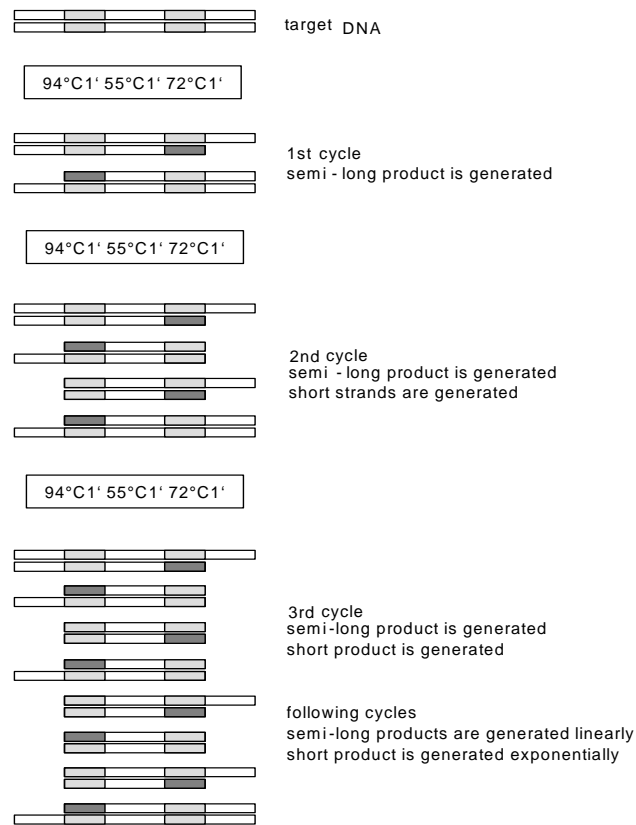 target DNA
94°C1‘ 55°C1‘ 72°C1‘
1st cycle
semi - long product is generated
94°C1‘ 55°C1‘ 72°C1‘
2nd cycle
semi - long product is generated
short strands are generated
94°C1‘ 55°C1‘ 72°C1‘
3rd cycle
semi-long product is generated
short product is generated
following cycles
semi-long products are generated linearly
short product is generated exponentially